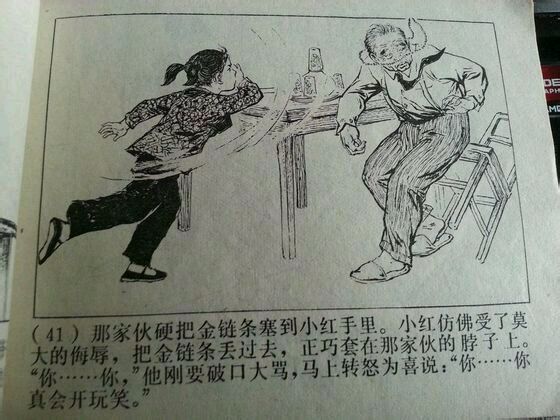 (41) 那家伙硬把金链条塞到小红手里。小红仿佛受了莫
大的侮辱，把金链条丢过去，正巧套在那家伙的脖子上。
“你……你，”他刚要破口大骂，马上转怒为喜说：“你……你
真会开玩笑。”